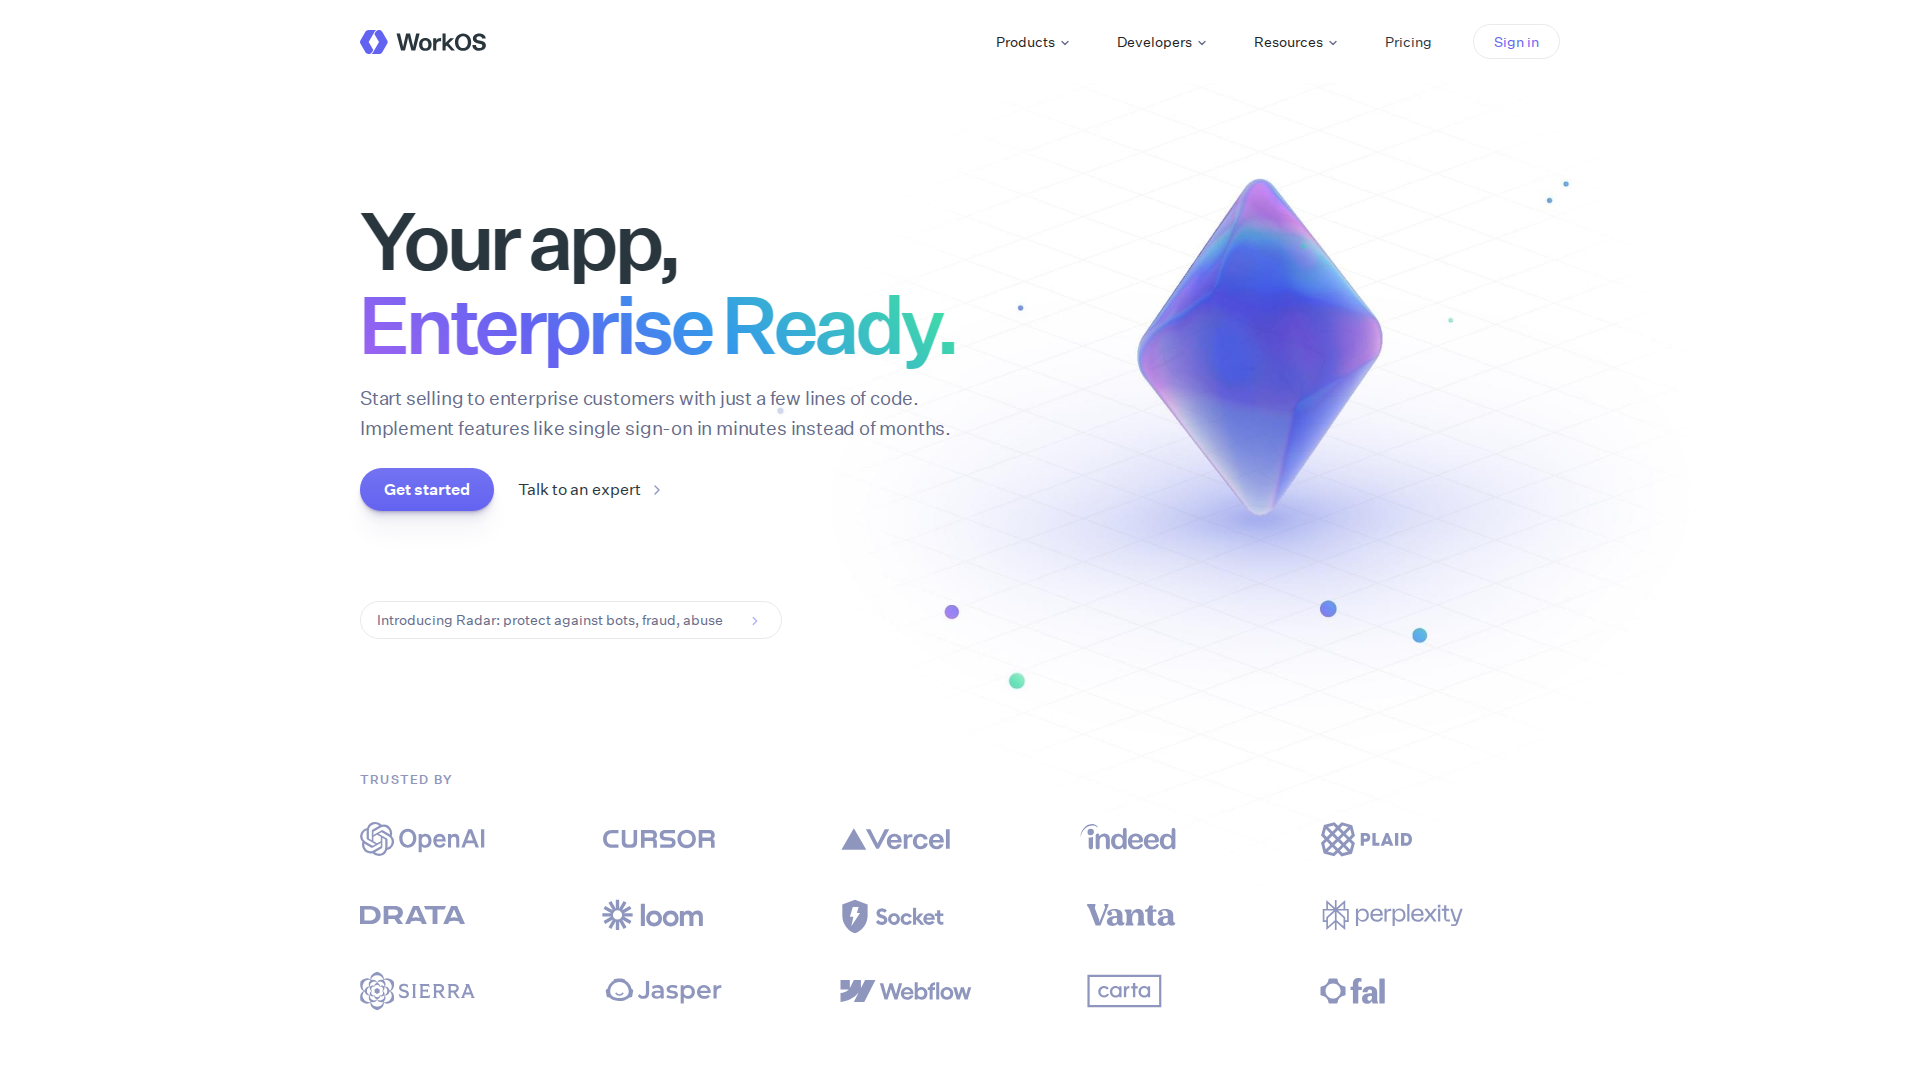 WorkOS
Products
Developers
Resources
Pricing
Sign in
Your app,
Enterprise Ready.
Start selling to enterprise customers with just a few lines of code.
Implement features like single sign-on in minutes instead of months.
Get started
Talk to an expert
Introducing Radar: protect against bots, fraud, abuse
TRUSTED BY
OpenAI
CURSOR
Vercel
indeed
PLAID
DRATA
loom
Socket
Vanta
perplexity
SIERRA
Jasper
Webflow
carta
fal